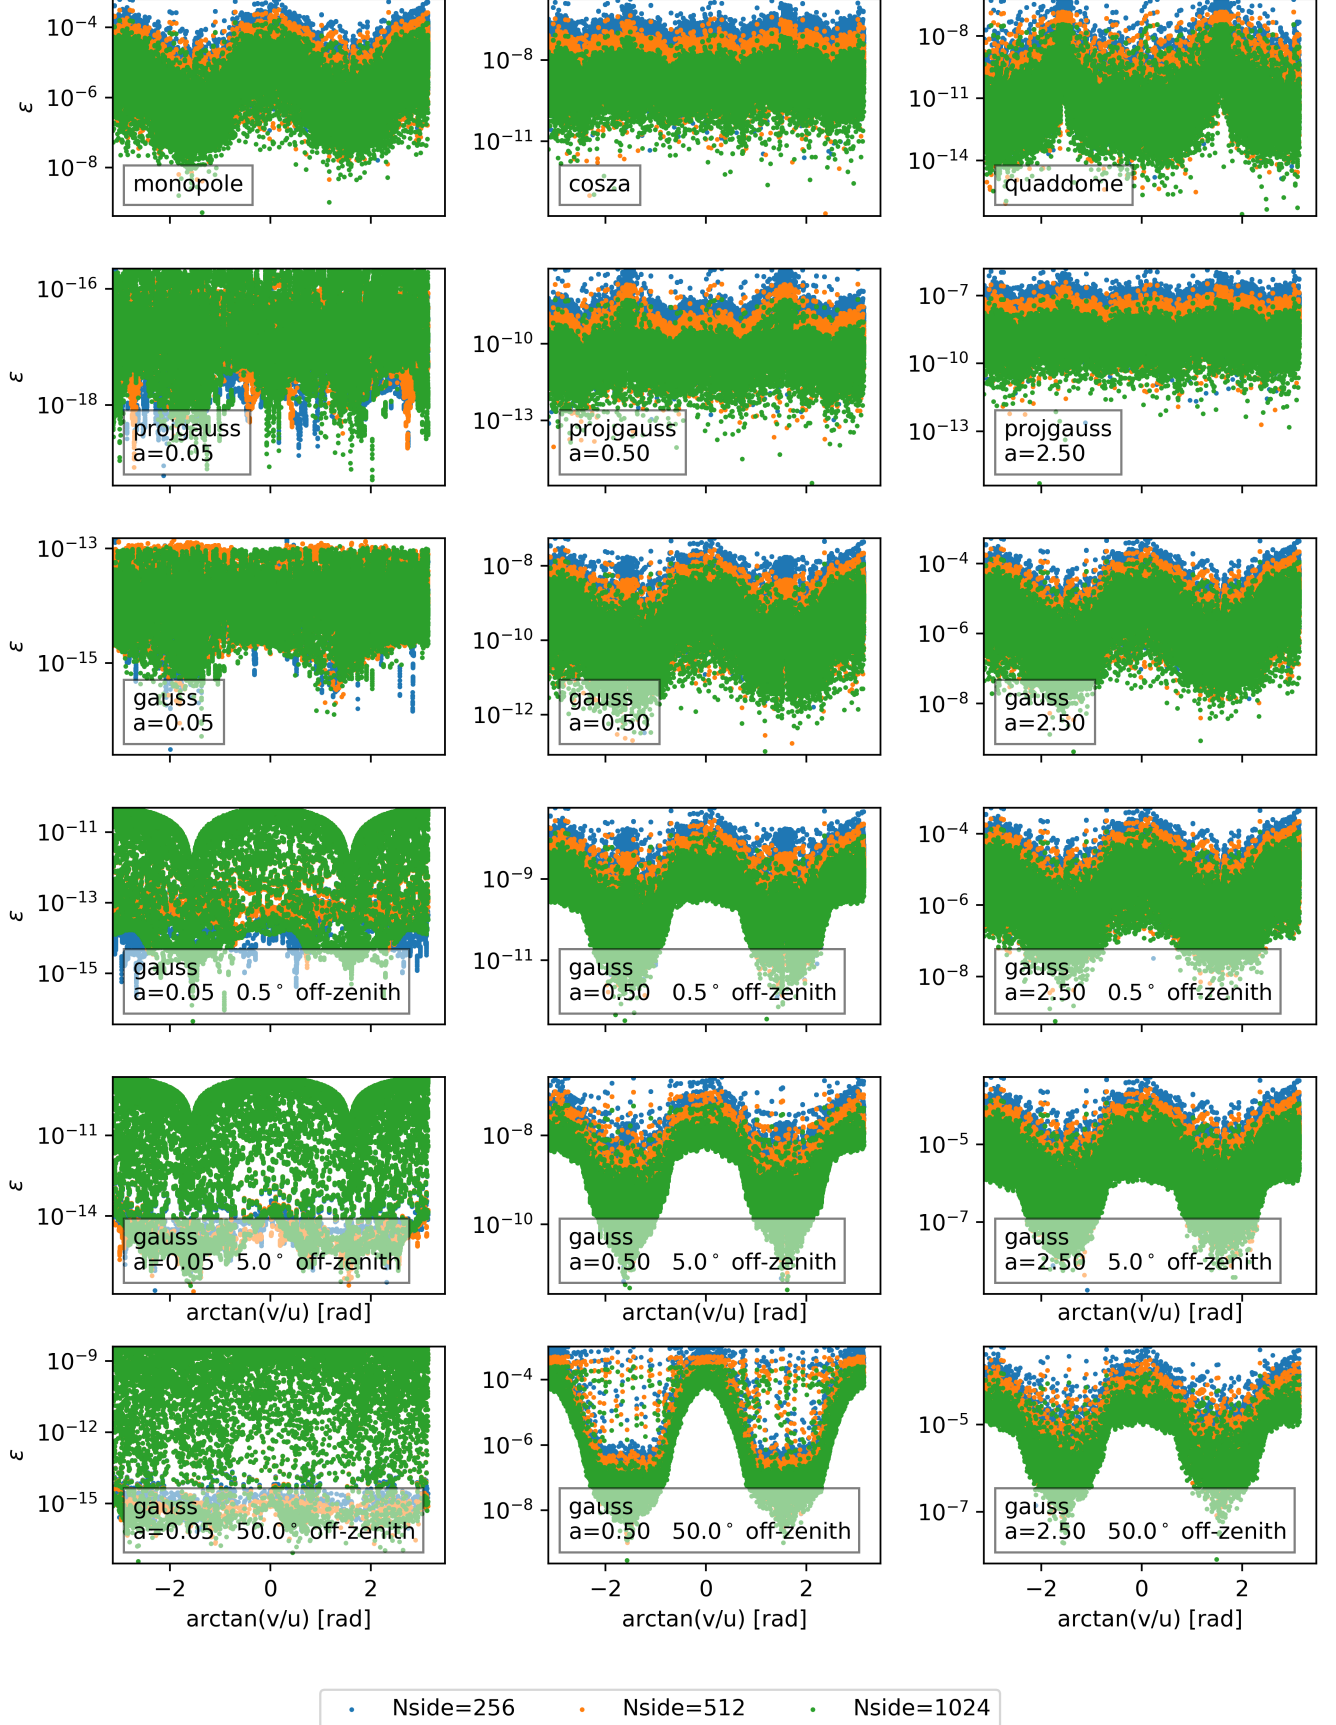 10⁻⁴
10⁻⁶
10⁻⁸
ε
monopole
10⁻⁸
10⁻¹¹
cosza
10⁻⁸
10⁻¹¹
10⁻¹⁴
quaddome
10⁻¹⁶
10⁻¹⁸
ε
projgauss
a=0.05
10⁻¹⁰
10⁻¹³
projgauss
a=0.50
10⁻⁷
10⁻¹⁰
10⁻¹³
projgauss
a=2.50
10⁻¹³
10⁻¹⁵
ε
gauss
a=0.05
10⁻⁸
10⁻¹⁰
10⁻¹²
gauss
a=0.50
10⁻⁴
10⁻⁶
10⁻⁸
gauss
a=2.50
10⁻¹¹
10⁻¹³
10⁻¹⁵
ε
gauss
a=0.05 0.5° off-zenith
10⁻⁹
10⁻¹¹
gauss
a=0.50 0.5° off-zenith
10⁻⁴
10⁻⁶
10⁻⁸
gauss
a=2.50 0.5° off-zenith
10⁻¹¹
10⁻¹⁴
ε
gauss
a=0.05 5.0° off-zenith
arctan(v/u) [rad]
10⁻⁸
10⁻¹⁰
gauss
a=0.50 5.0° off-zenith
arctan(v/u) [rad]
10⁻⁵
10⁻⁷
gauss
a=2.50 5.0° off-zenith
arctan(v/u) [rad]
10⁻⁹
10⁻¹²
10⁻¹⁵
ε
gauss
a=0.05 50.0° off-zenith
−2 0 2
arctan(v/u) [rad]
10⁻⁴
10⁻⁶
10⁻⁸
gauss
a=0.50 50.0° off-zenith
−2 0 2
arctan(v/u) [rad]
10⁻⁵
10⁻⁷
gauss
a=2.50 50.0° off-zenith
−2 0 2
arctan(v/u) [rad]
Nside=256 Nside=512 Nside=1024